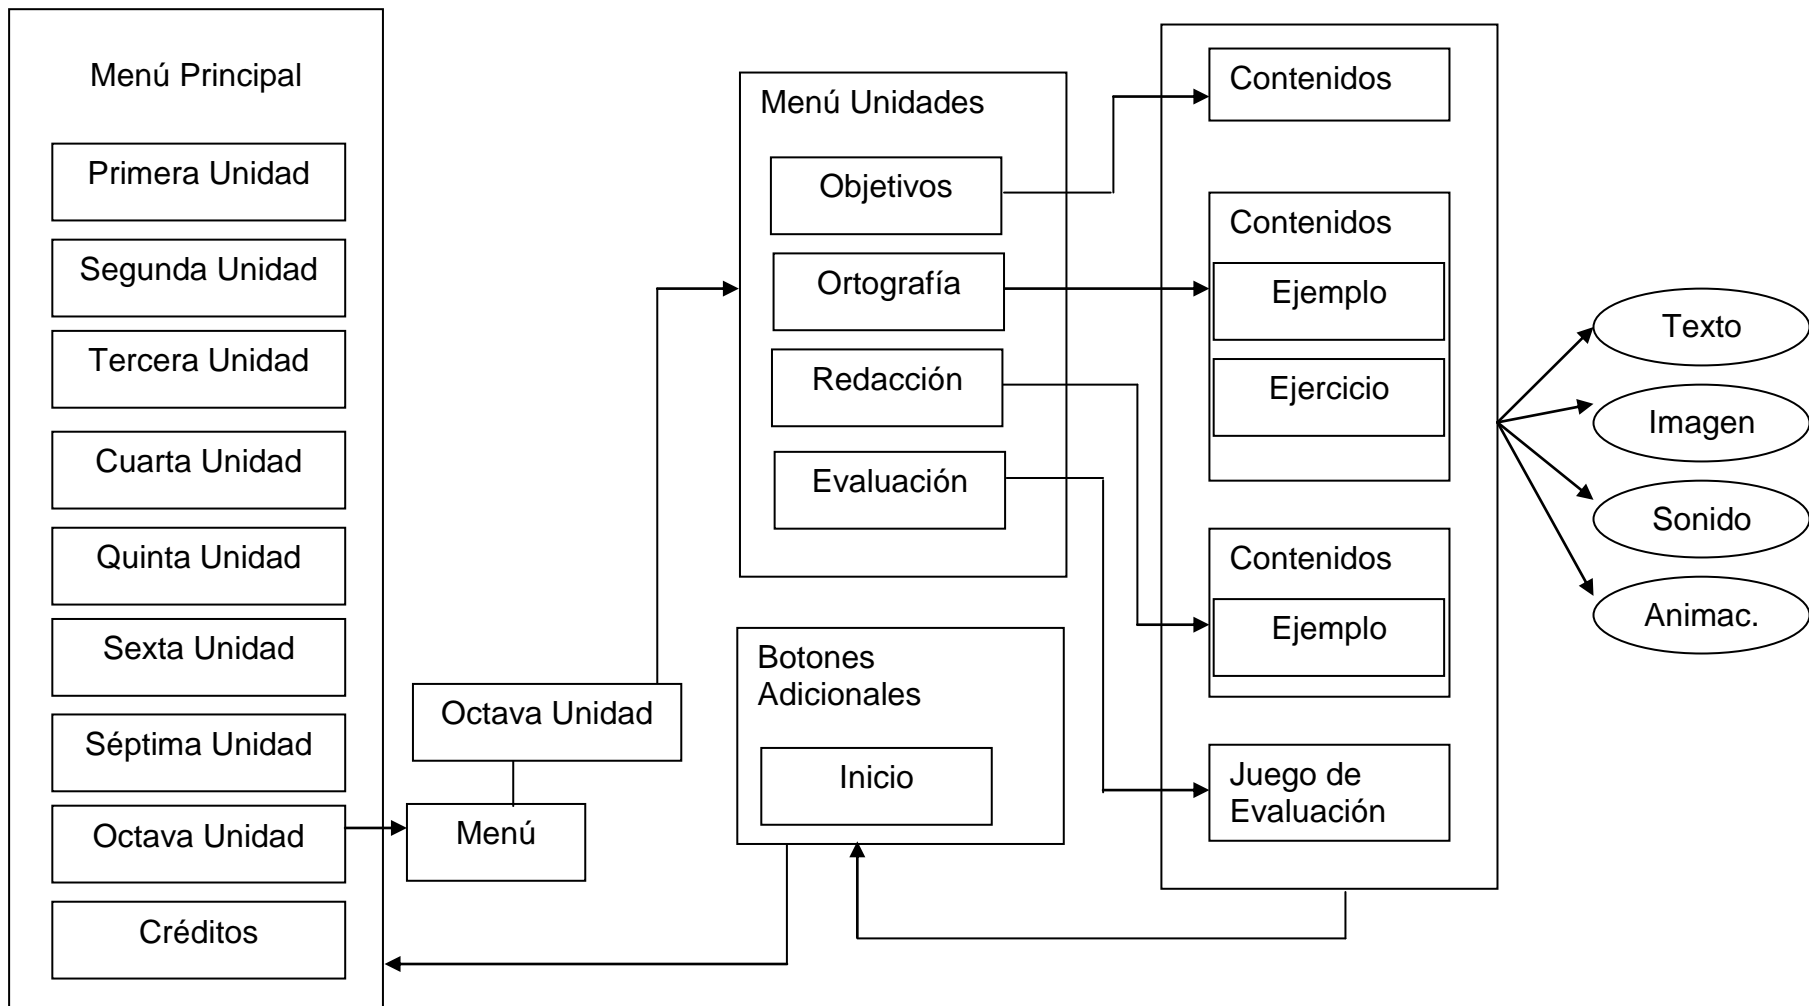 Menú Principal
Primera Unidad
Segunda Unidad
Tercera Unidad
Cuarta Unidad
Quinta Unidad
Sexta Unidad
Séptima Unidad
Octava Unidad
Créditos
Menú
Octava Unidad
Menú Unidades
Objetivos
Ortografía
Redacción
Evaluación
Botones
Adicionales
Inicio
Contenidos
Contenidos
Ejemplo
Ejercicio
Contenidos
Ejemplo
Juego de
Evaluación
Texto
Imagen
Sonido
Animac.